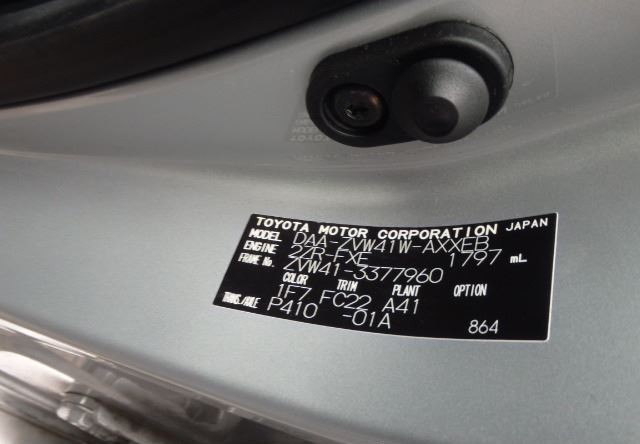 TOYOTA MOTOR CORPORATION JAPAN
MODEL DAA-ZVW41W-AXXEB
ENGINE 2ZR-FXE 1797 mL
FRAME No. ZVW41-3377960
COLOR TRIM PLANT OPTION
1F7 FC22 A41
TRANS/AXLE P410 -01A 864